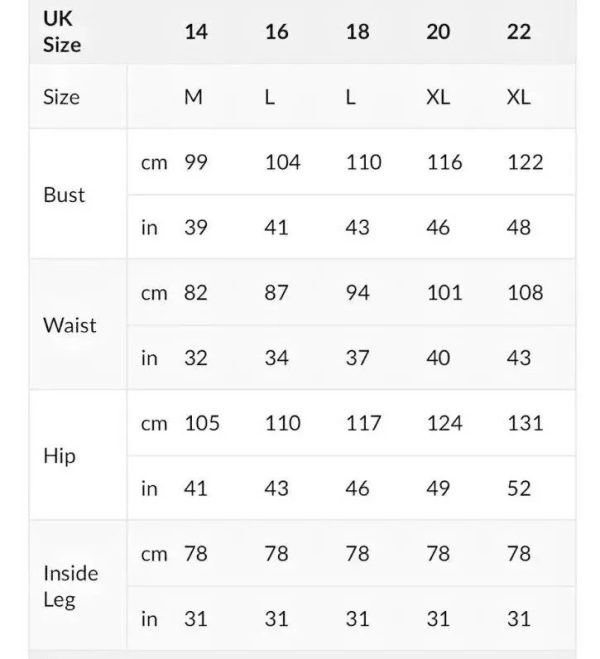 UK Size 14 16 18 20 22
Size M L L XL XL
Bust cm 99 104 110 116 122
in 39 41 43 46 48
Waist cm 82 87 94 101 108
in 32 34 37 40 43
Hip cm 105 110 117 124 131
in 41 43 46 49 52
Inside Leg cm 78 78 78 78 78
in 31 31 31 31 31